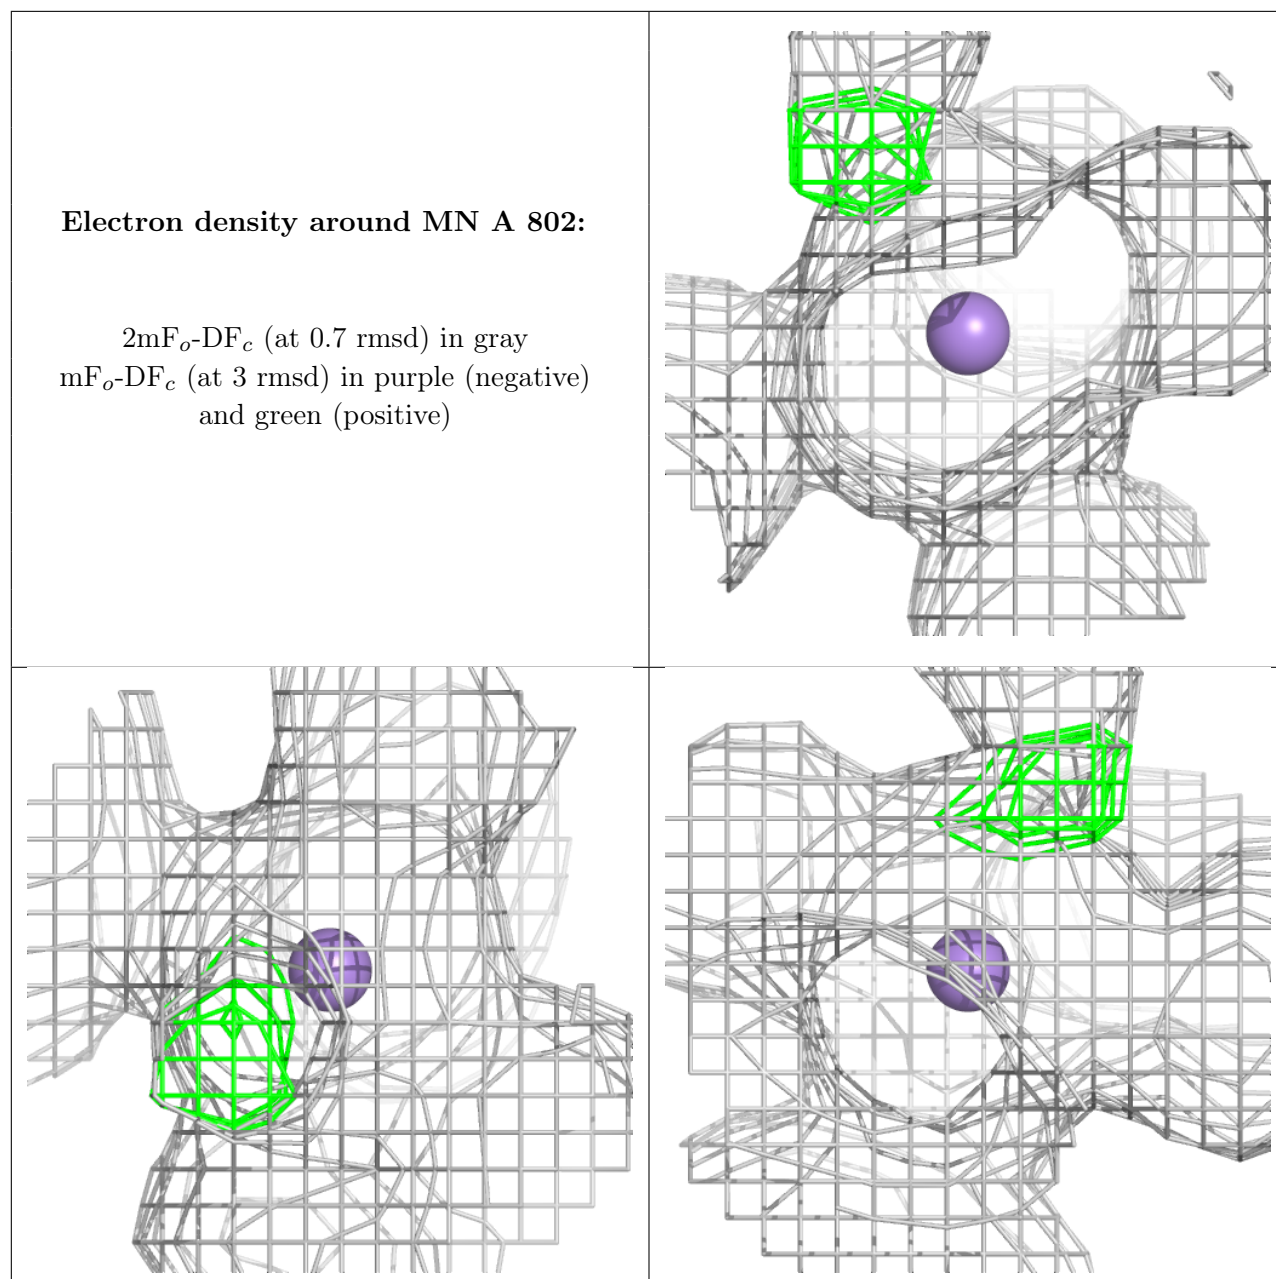 Electron density around MN A 802:
2mFo-DFc (at 0.7 rmsd) in gray
mFo-DFc (at 3 rmsd) in purple (negative)
and green (positive)